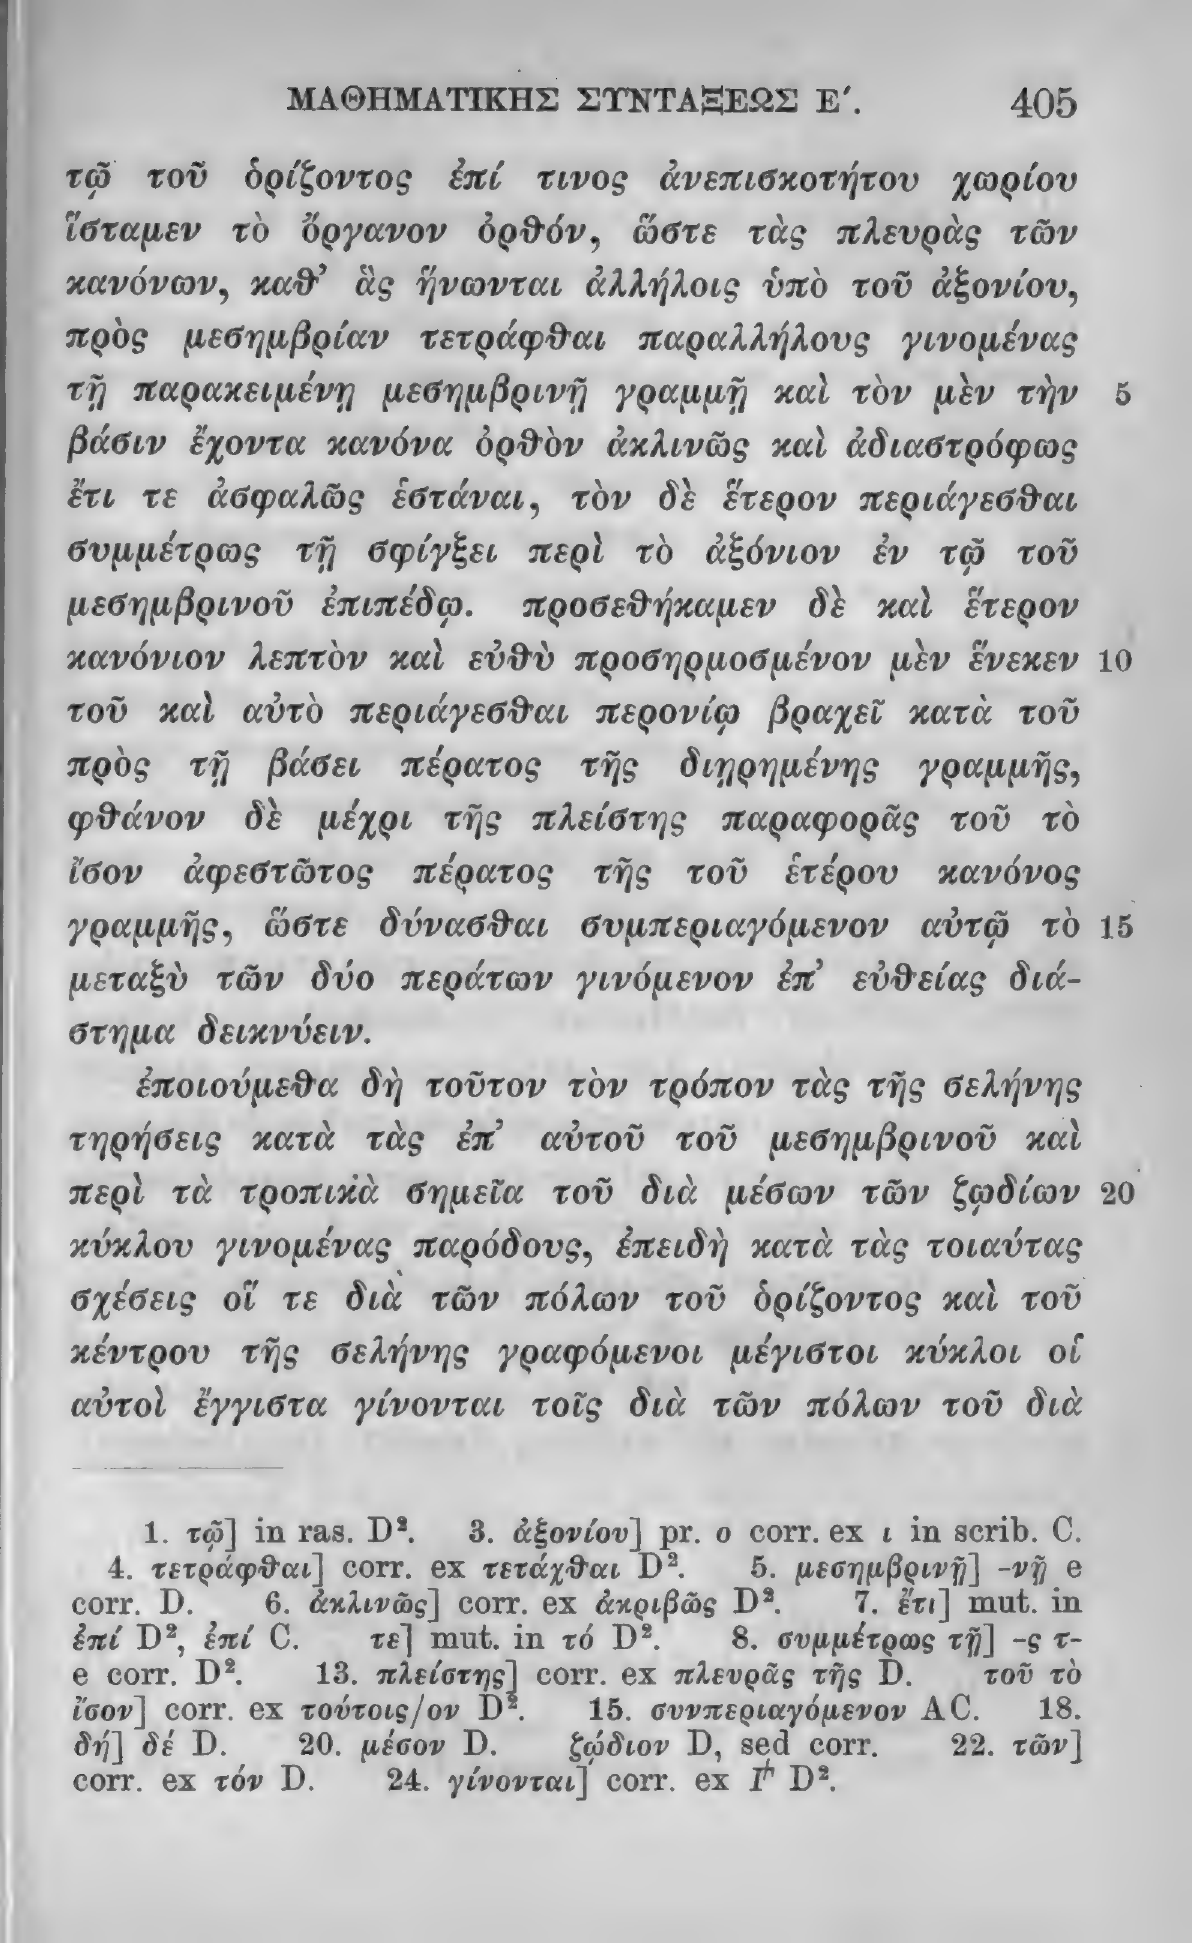 ΜΑΘΗΜΑΤΙΚΗΣ ΣΥΝΤΑΞΕΩΣ Ε΄. 405
τῷ τοῦ ὁρίζοντος ἐπί τινος ἀνεπισκοτήτου χωρίου
ἵσταμεν τὸ ὄργανον ὀρθόν, ὥστε τὰς πλευρὰς τῶν
κανόνων, καθ᾽ ἃς ἥνωνται ἀλλήλοις ὑπὸ τοῦ ἀξονίου,
πρὸς μεσημβρίαν τετράφθαι παραλλήλους γινομένας
τῇ παρακειμένῃ μεσημβρινῇ γραμμῇ καὶ τὸν μὲν τὴν 5
βάσιν ἔχοντα κανόνα ὀρθὸν ἀκλινῶς καὶ ἀδιαστρόφως
ἔτι τε ἀσφαλῶς ἑστάναι, τὸν δὲ ἕτερον περιάγεσθαι
συμμέτρως τῇ σφίγξει περὶ τὸ ἀξόνιον ἐν τῷ τοῦ
μεσημβρινοῦ ἐπιπέδῳ. προσεθήκαμεν δὲ καὶ ἕτερον
κανόνιον λεπτὸν καὶ εὐθὺ προσηρμοσμένον μὲν ἕνεκεν 10
τοῦ καὶ αὐτὸ περιάγεσθαι περονίῳ βραχεῖ κατὰ τοῦ
πρὸς τῇ βάσει πέρατος τῆς διῃρημένης γραμμῆς,
φθάνον δὲ μέχρι τῆς πλείστης παραφορᾶς τοῦ τὸ
ἴσον ἀφεστῶτος πέρατος τῆς τοῦ ἑτέρου κανόνος
γραμμῆς, ὥστε δύνασθαι συμπεριαγόμενον αὐτῷ τὸ 15
μεταξὺ τῶν δύο περάτων γινόμενον ἐπ᾽ εὐθείας διά-
στημα δεικνύειν.
ἐποιούμεθα δὴ τοῦτον τὸν τρόπον τὰς τῆς σελήνης
τηρήσεις κατὰ τὰς ἐπ᾽ αὐτοῦ τοῦ μεσημβρινοῦ καὶ
περὶ τὰ τροπικὰ σημεῖα τοῦ διὰ μέσων τῶν ζῳδίων 20
κύκλου γινομένας παρόδους, ἐπειδὴ κατὰ τὰς τοιαύτας
σχέσεις οἵ τε διὰ τῶν πόλων τοῦ ὁρίζοντος καὶ τοῦ
κέντρου τῆς σελήνης γραφόμενοι μέγιστοι κύκλοι οἱ
αὐτοὶ ἔγγιστα γίνονται τοῖς διὰ τῶν πόλων τοῦ διὰ
1. τῷ] in ras. D². 3. ἀξονίου] pr. ο corr. ex ι in scrib. C.
4. τετράφθαι] corr. ex τετάχθαι D². 5. μεσημβρινῇ] -νῇ e
corr. D. 6. ἀκλινῶς] corr. ex ἀκριβῶς D². 7. ἔτι] mut. in
ἐπί D², ἐπί C. τε] mut. in τό D². 8. συμμέτρως τῇ] -ς τ-
e corr. D². 13. πλείστης] corr. ex πλευρᾶς τῆς D. τοῦ τὸ
ἴσον] corr. ex τούτοις/ον D². 15. συνπεριαγόμενον AC. 18.
δή] δέ D. 20. μέσον D. ζῴδιον D, sed corr. 22. τῶν]
corr. ex τόν D. 24. γίνονται] corr. ex D².